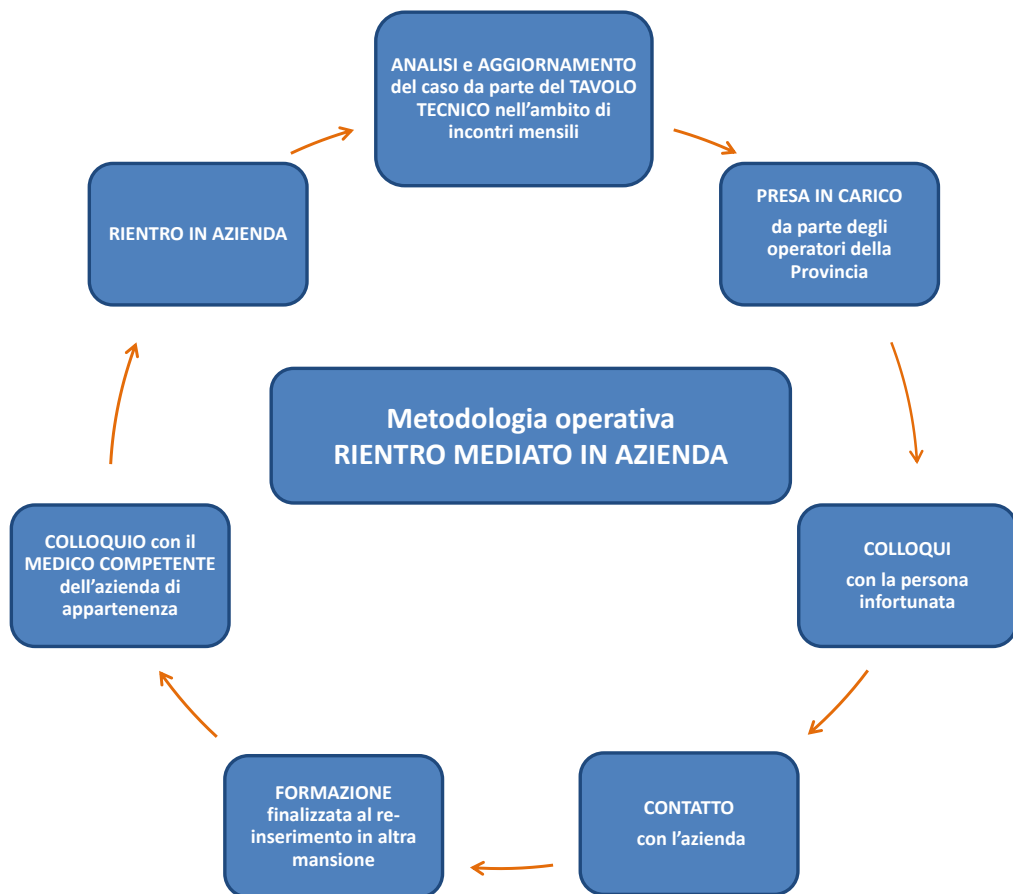 ANALISI e AGGIORNAMENTO
del caso da parte del TAVOLO
TECNICO nell’ambito di
incontri mensili
PRESA IN CARICO
da parte degli
operatori della
Provincia
RIENTRO IN AZIENDA
Metodologia operativa
RIENTRO MEDIATO IN AZIENDA
COLLOQUI
con la persona
infortunata
COLLOQUIO con il
MEDICO COMPETENTE
dell’azienda di
appartenenza
CONTATTO
con l’azienda
FORMAZIONE
finalizzata al re-
inserimento in altra
mansione